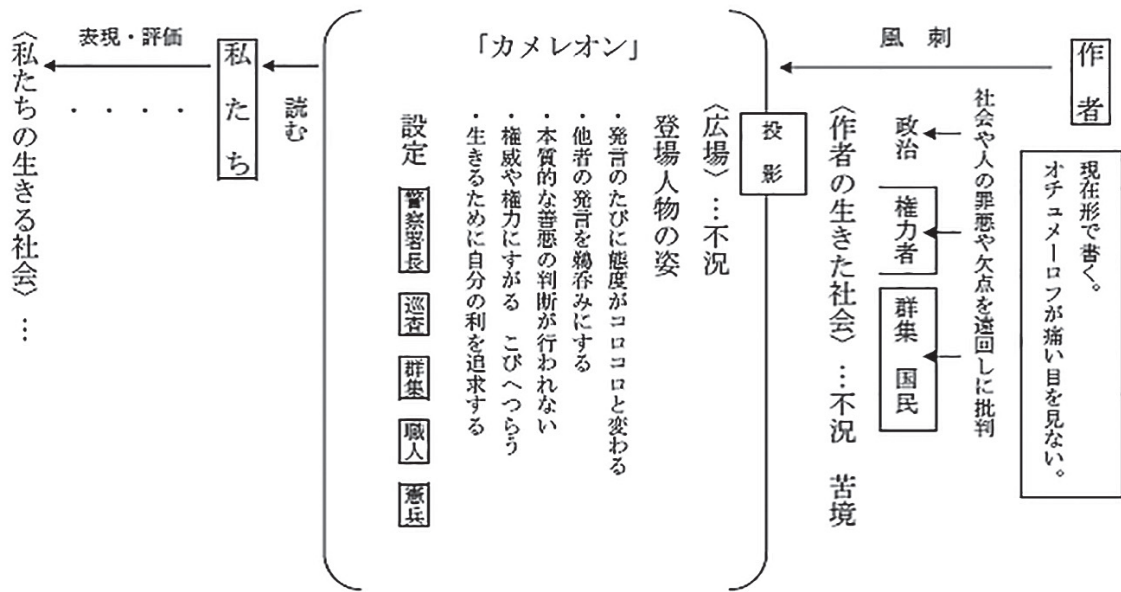 作者
現在形で書く。
オチュメーロフが痛い目を見ない。
風刺
社会や人の罪悪や欠点を遠回しに批判
政治
権力者
群集 国民
〈作者の生きた社会〉…不況 苦境
投影
「カメレオン」
〈広場〉…不況
登場人物の姿
・発言のたびに態度がコロコロと変わる
・他者の発言を鵜呑みにする
・本質的な善悪の判断が行われない
・権威や権力にすがる こびへつらう
・生きるために自分の利を追求する
設定 警察署長 巡査 群集 職人 憲兵
読む
私たち
表現・評価
・・・・
〈私たちの生きる社会〉…